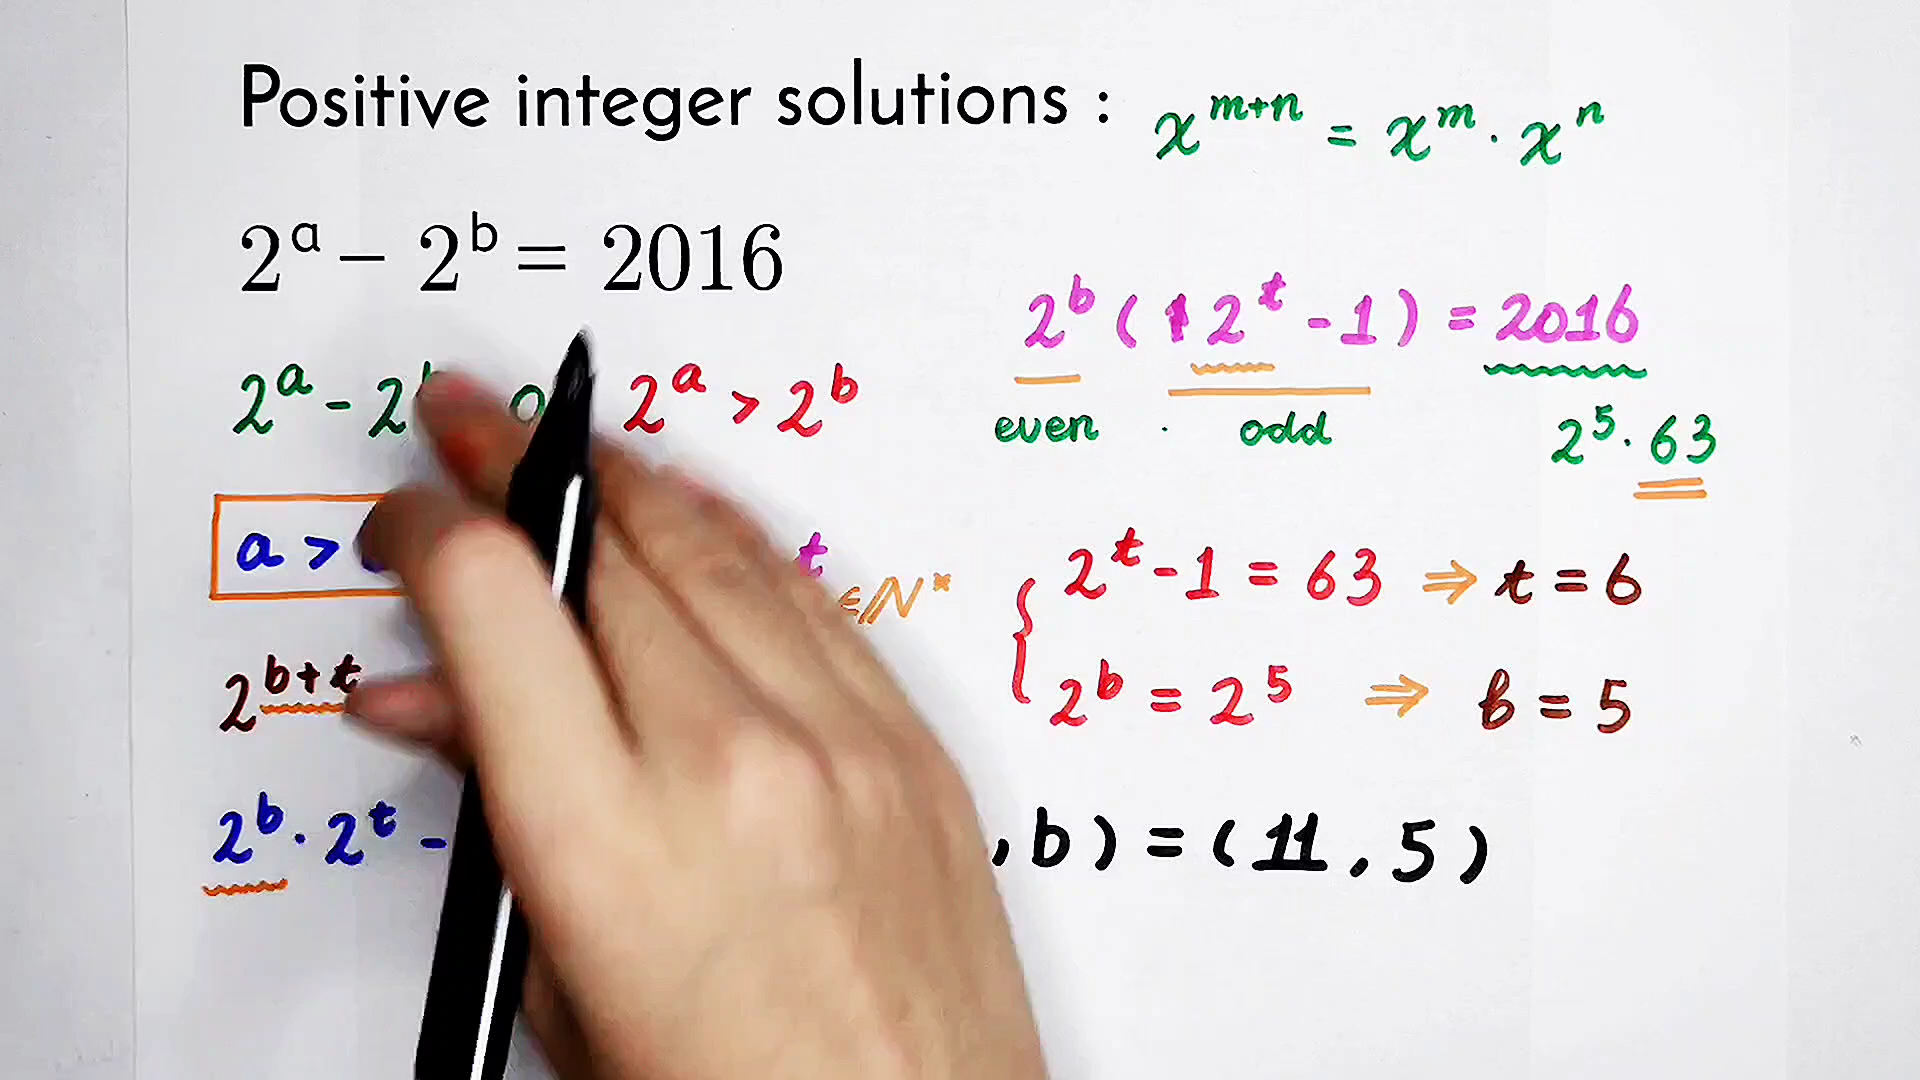 Positive integer solutions :
x^{m+n} = x^m · x^n
2^a − 2^b = 2016
2^a - 2
2^a > 2^b
a >
t
∈ N*
2^{b+t}
2^b · 2^t -
2^b ( 2^t - 1 ) = 2016
even · odd
2^5 · 63
2^t - 1 = 63 ⇒ t = 6
2^b = 2^5 ⇒ b = 5
, b ) = ( 11 , 5 )